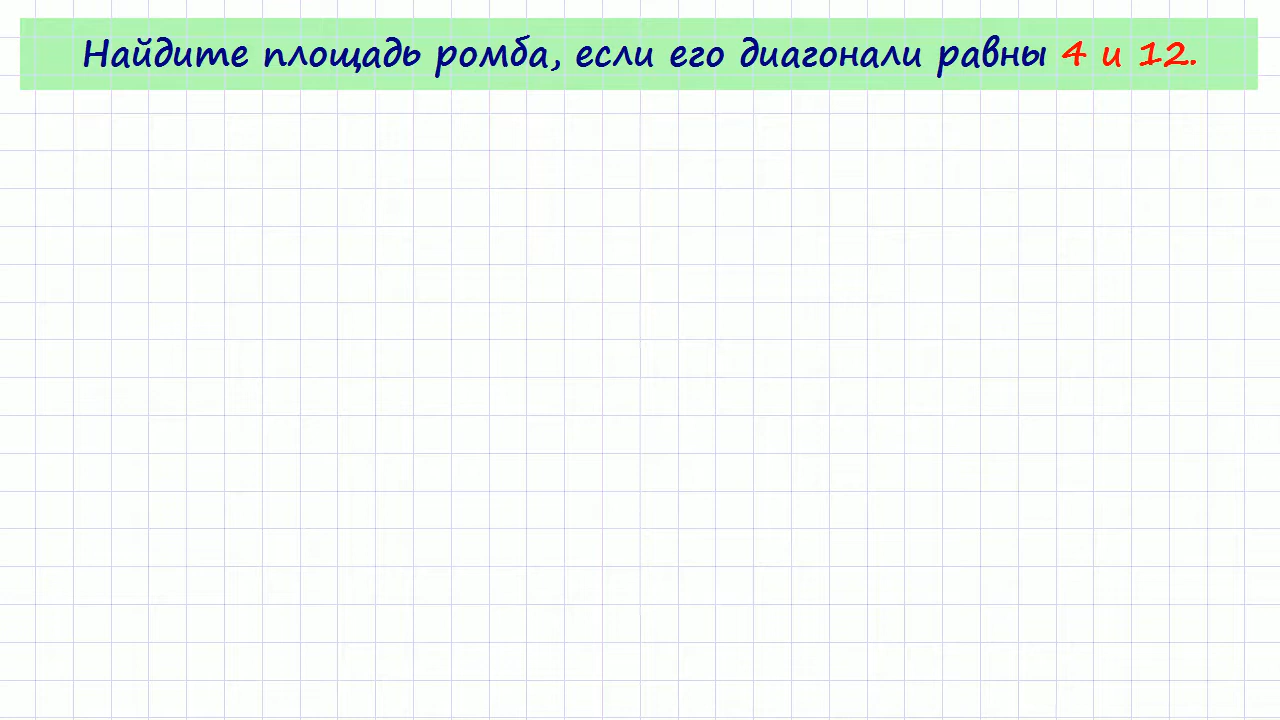 Найдите площадь ромба, если его диагонали равны 4 и 12.